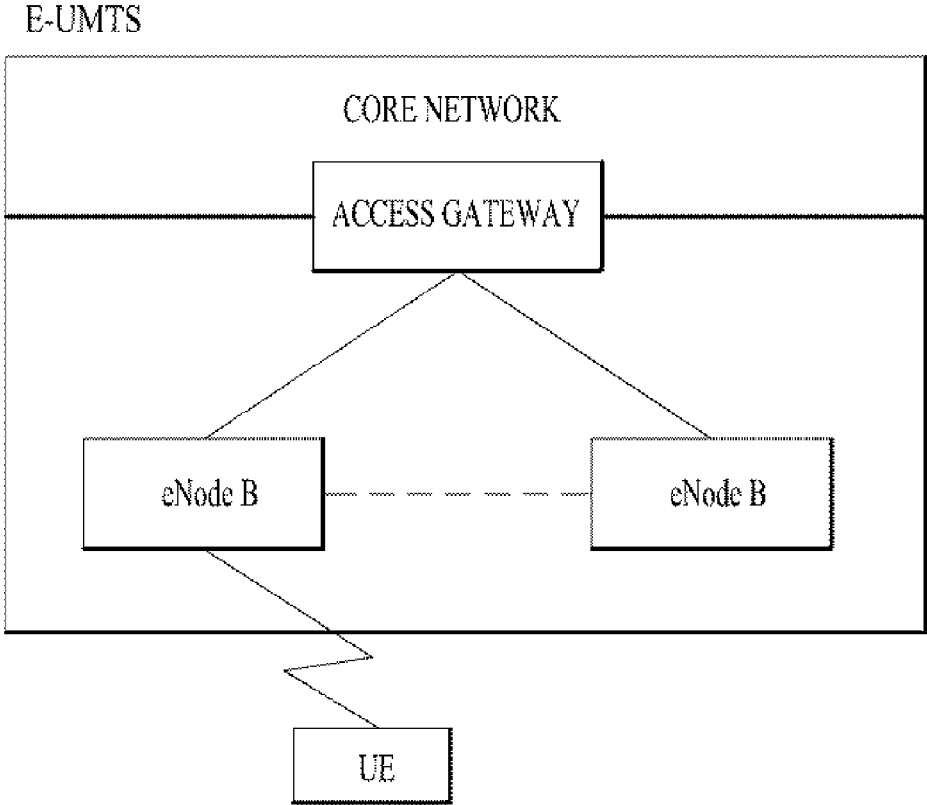 E-UMTS
CORE NETWORK
ACCESS GATEWAY
eNode B
eNode B
UE